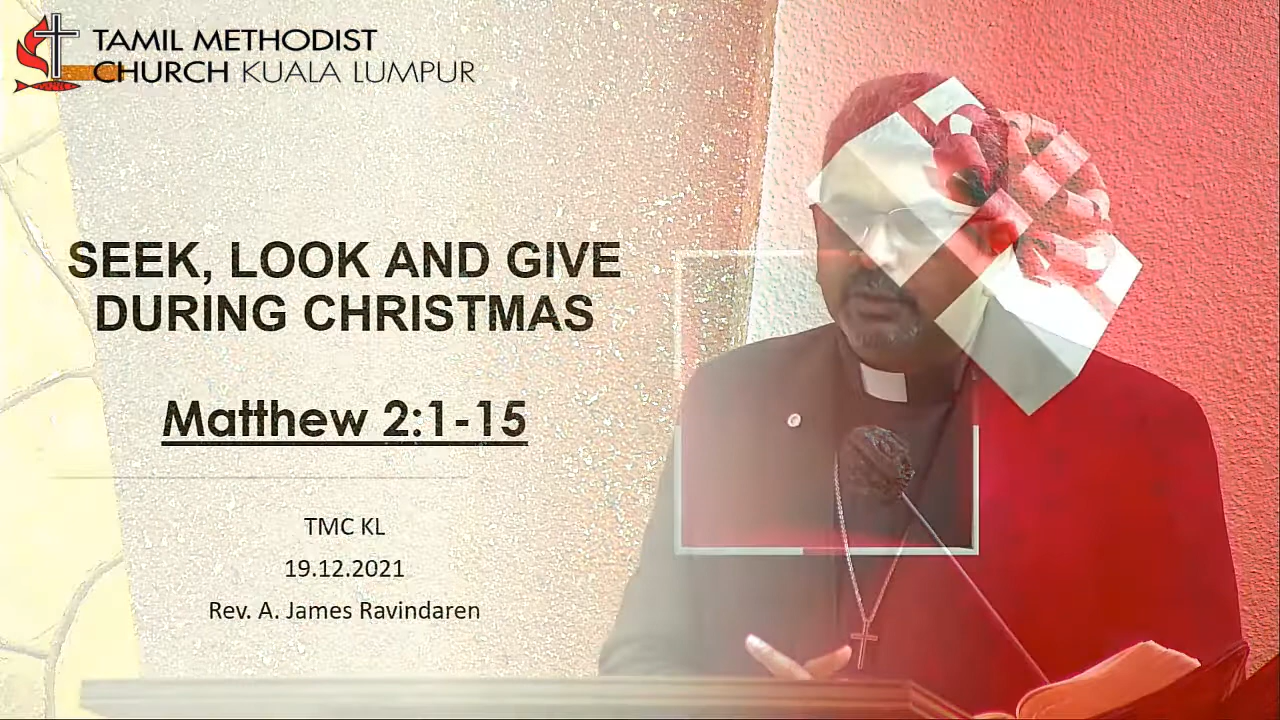 TAMIL METHODIST
CHURCH KUALA LUMPUR
SEEK, LOOK AND GIVE
DURING CHRISTMAS
Matthew 2:1-15
TMC KL
19.12.2021
Rev. A. James Ravindaren